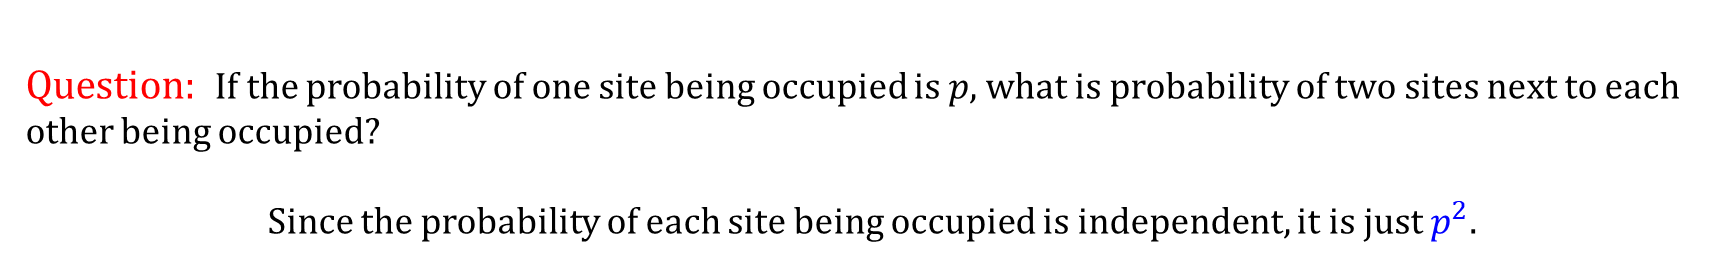 Question: If the probability of one site being occupied is p, what is probability of two sites next to each
other being occupied?
Since the probability of each site being occupied is independent, it is just p².